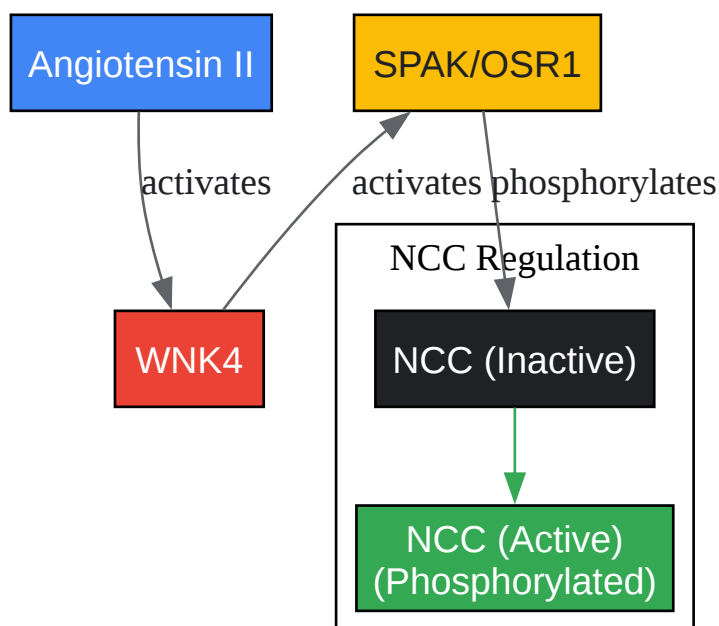 Angiotensin II
SPAK/OSR1
activates
activates
phosphorylates
NCC Regulation
WNK4
NCC (Inactive)
NCC (Active)
(Phosphorylated)